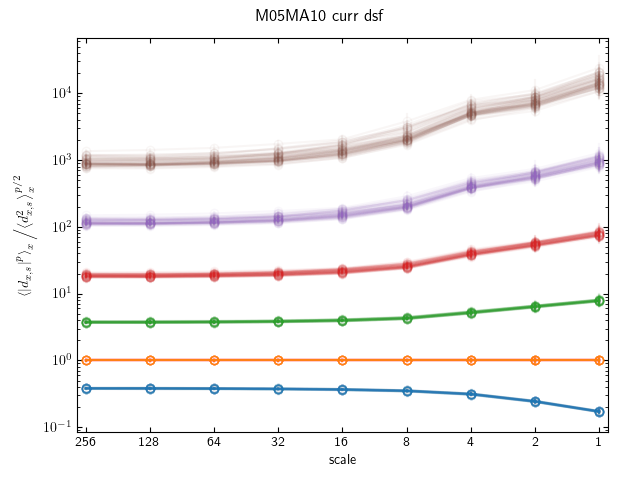 M05MA10 curr dsf
⟨|d_{x,s}|^p⟩_x / ⟨d_{x,s}^2⟩_x^{p/2}
10^4
10^3
10^2
10^1
10^0
10^{-1}
256 128 64 32 16 8 4 2 1
scale